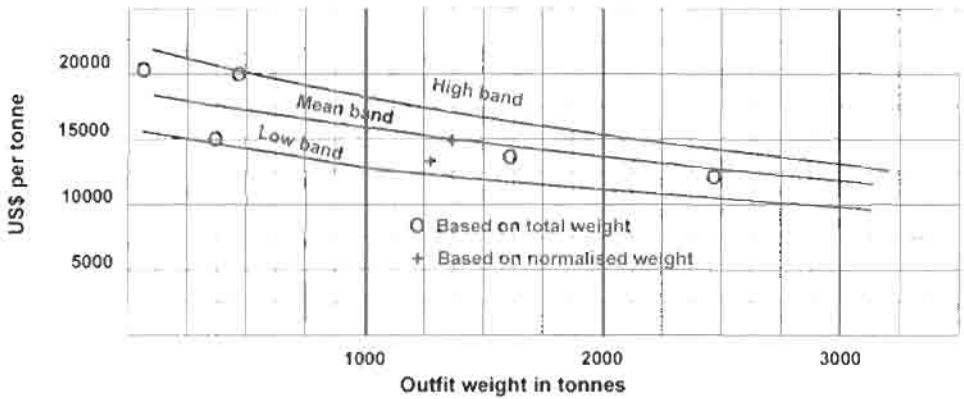 US$ per tonne
20000
15000
10000
5000
High band
Mean band
Low band
O Based on total weight
+ Based on normalised weight
1000 2000 3000
Outfit weight in tonnes